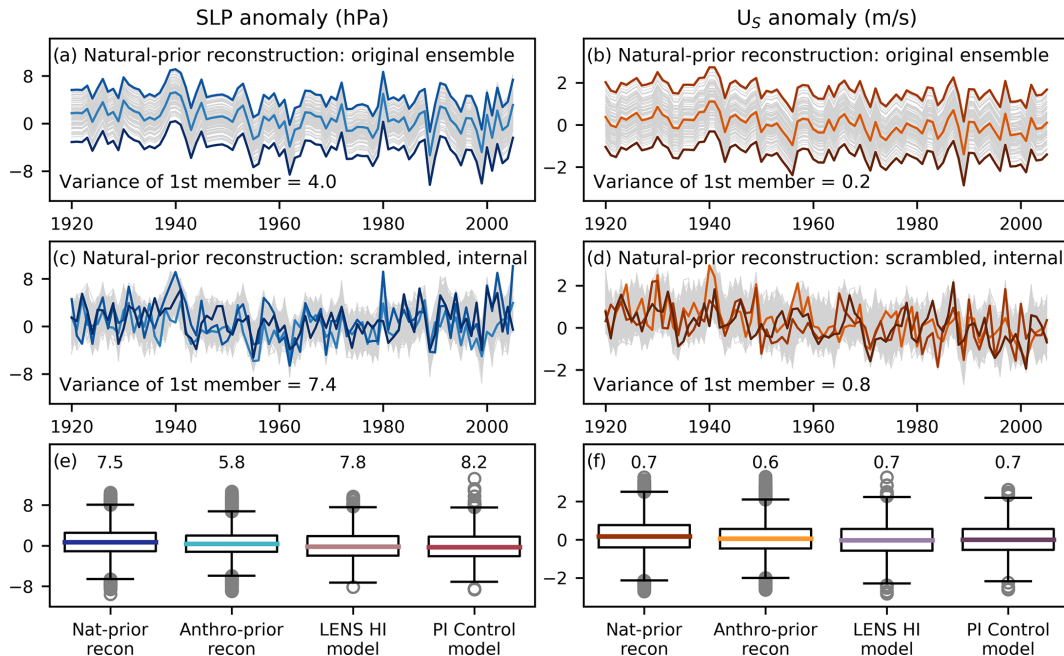 SLP anomaly (hPa)
U_S anomaly (m/s)
(a) Natural-prior reconstruction: original ensemble
8
0
−8
Variance of 1st member = 4.0
1920 1940 1960 1980 2000
(b) Natural-prior reconstruction: original ensemble
2
0
−2
Variance of 1st member = 0.2
1920 1940 1960 1980 2000
(c) Natural-prior reconstruction: scrambled, internal
8
0
−8
Variance of 1st member = 7.4
1920 1940 1960 1980 2000
(d) Natural-prior reconstruction: scrambled, internal
2
0
−2
Variance of 1st member = 0.8
1920 1940 1960 1980 2000
(e) 7.5 5.8 7.8 8.2
8
0
−8
Nat-prior recon
Anthro-prior recon
LENS HI model
PI Control model
(f) 0.7 0.6 0.7 0.7
2
0
−2
Nat-prior recon
Anthro-prior recon
LENS HI model
PI Control model